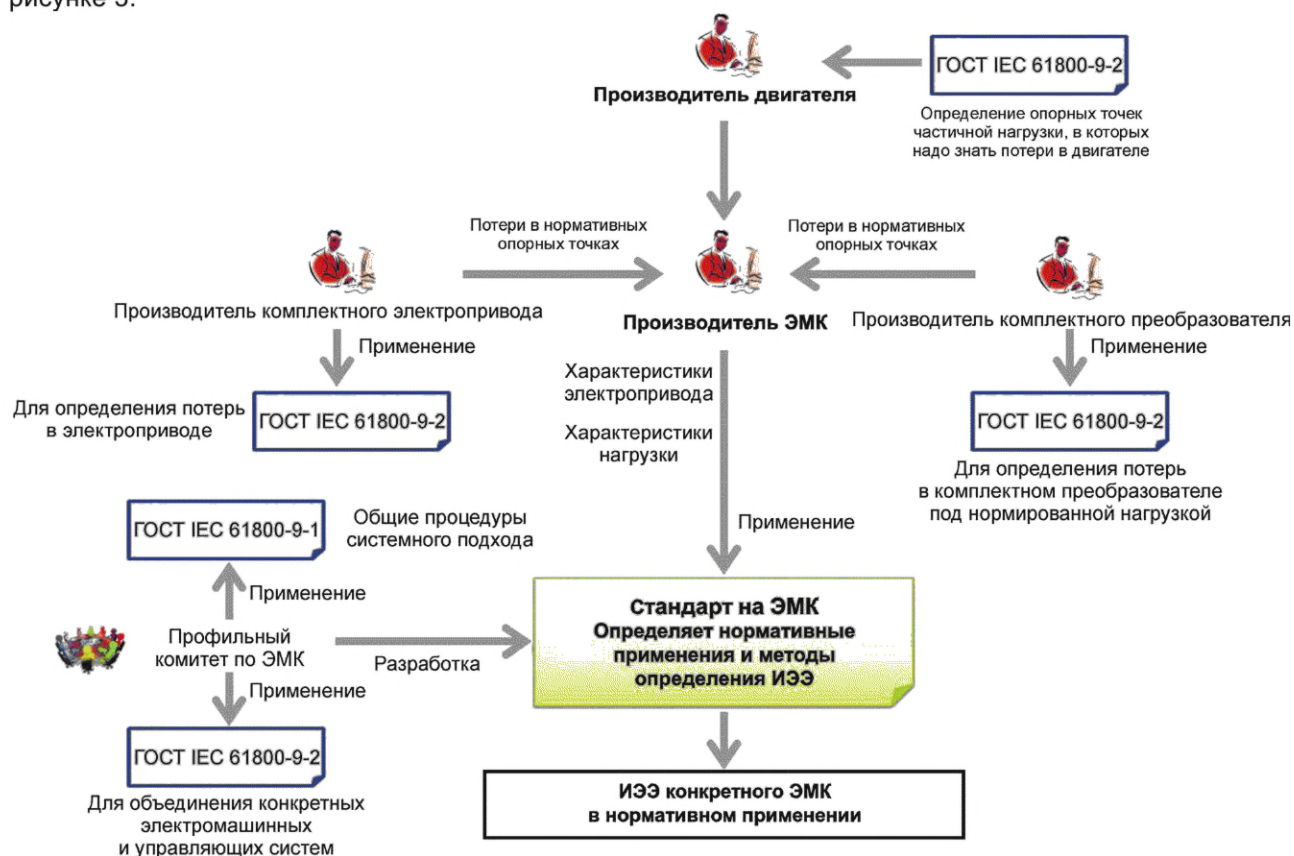 рисунке 3.
ГОСТ IEC 61800-9-2
Производитель двигателя
Определение опорных точек
частичной нагрузки, в которых
надо знать потери в двигателе
Потери в нормативных
опорных точках
Потери в нормативных
опорных точках
Производитель комплектного электропривода
Производитель ЭМК
Производитель комплектного преобразователя
Применение
Применение
Для определения потерь
в электроприводе
ГОСТ IEC 61800-9-2
Характеристики
электропривода
Характеристики
нагрузки
ГОСТ IEC 61800-9-2
Для определения потерь
в комплектном преобразователе
под нормированной нагрузкой
ГОСТ IEC 61800-9-1
Общие процедуры
системного подхода
Применение
Применение
Профильный
комитет по ЭМК
Разработка
Стандарт на ЭМК
Определяет нормативные
применения и методы
определения ИЭЭ
Применение
ГОСТ IEC 61800-9-2
Для объединения конкретных
электромашинных
и управляющих систем
ИЭЭ конкретного ЭМК
в нормативном применении